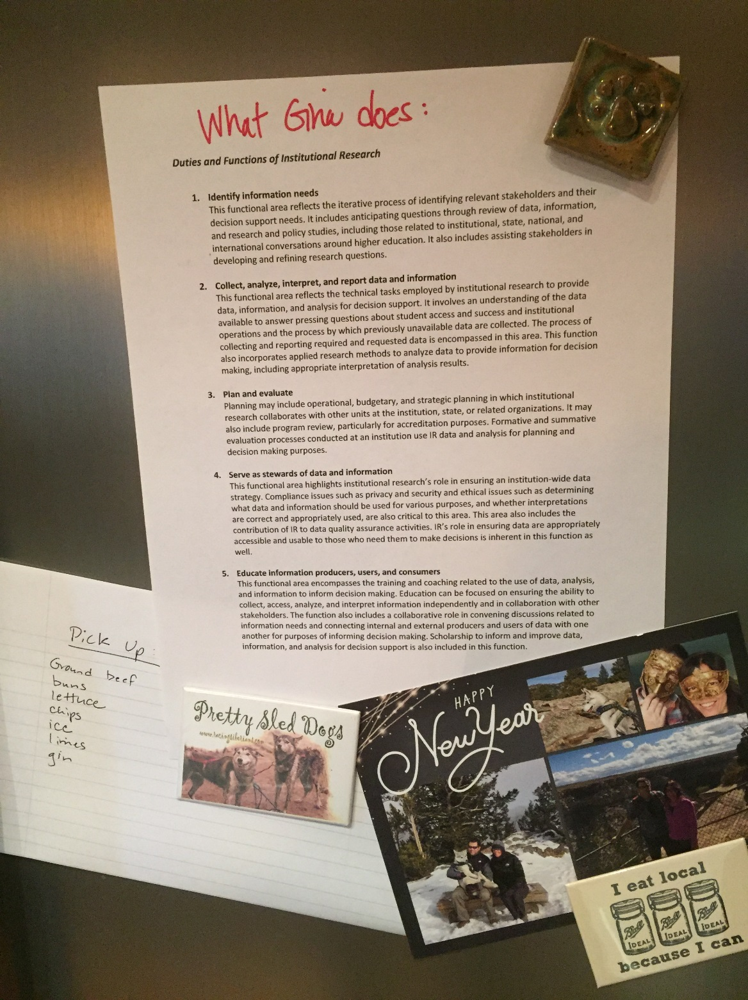 What Gina does:
Duties and Functions of Institutional Research
1. Identify information needs
This functional area reflects the iterative process of identifying relevant stakeholders and their
decision support needs. It includes anticipating questions through review of data, information,
and research and policy studies, including those related to institutional, state, national, and
international conversations around higher education. It also includes assisting stakeholders in
developing and refining research questions.
2. Collect, analyze, interpret, and report data and information
This functional area reflects the technical tasks employed by institutional research to provide
data, information, and analysis for decision support. It involves an understanding of the data
available to answer pressing questions about student access and success and institutional
operations and the process by which previously unavailable data are collected. The process of
collecting and reporting required and requested data is encompassed in this area. This function
also incorporates applied research methods to analyze data to provide information for decision
making, including appropriate interpretation of analysis results.
3. Plan and evaluate
Planning may include operational, budgetary, and strategic planning in which institutional
research collaborates with other units at the institution, state, or related organizations. It may
also include program review, particularly for accreditation purposes. Formative and summative
evaluation processes conducted at an institution use IR data and analysis for planning and
decision making purposes.
4. Serve as stewards of data and information
This functional area highlights institutional research's role in ensuring an institution-wide data
strategy. Compliance issues such as privacy and security and ethical issues such as determining
what data and information should be used for various purposes, and whether interpretations
are correct and appropriately used, are also critical to this area. This area also includes the
contribution of IR to data quality assurance activities. IR's role in ensuring data are appropriately
accessible and usable to those who need them to make decisions is inherent in this function as
well.
5. Educate information producers, users, and consumers
This functional area encompasses the training and coaching related to the use of data, analysis,
and information to inform decision making. Education can be focused on ensuring the ability to
collect, access, analyze, and interpret information independently and in collaboration with other
stakeholders. The function also includes a collaborative role in convening discussions related to
information needs and connecting internal and external producers and users of data with one
another for purposes of informing decision making. Scholarship to inform and improve data,
information, and analysis for decision support is also included in this function.
Pick Up:
Ground beef
buns
lettuce
chips
ice
limes
gin
Pretty Sled Dogs
HAPPY
New Year
I eat local
Ball Ball Ball
IDEAL IDEAL IDEAL
because I can